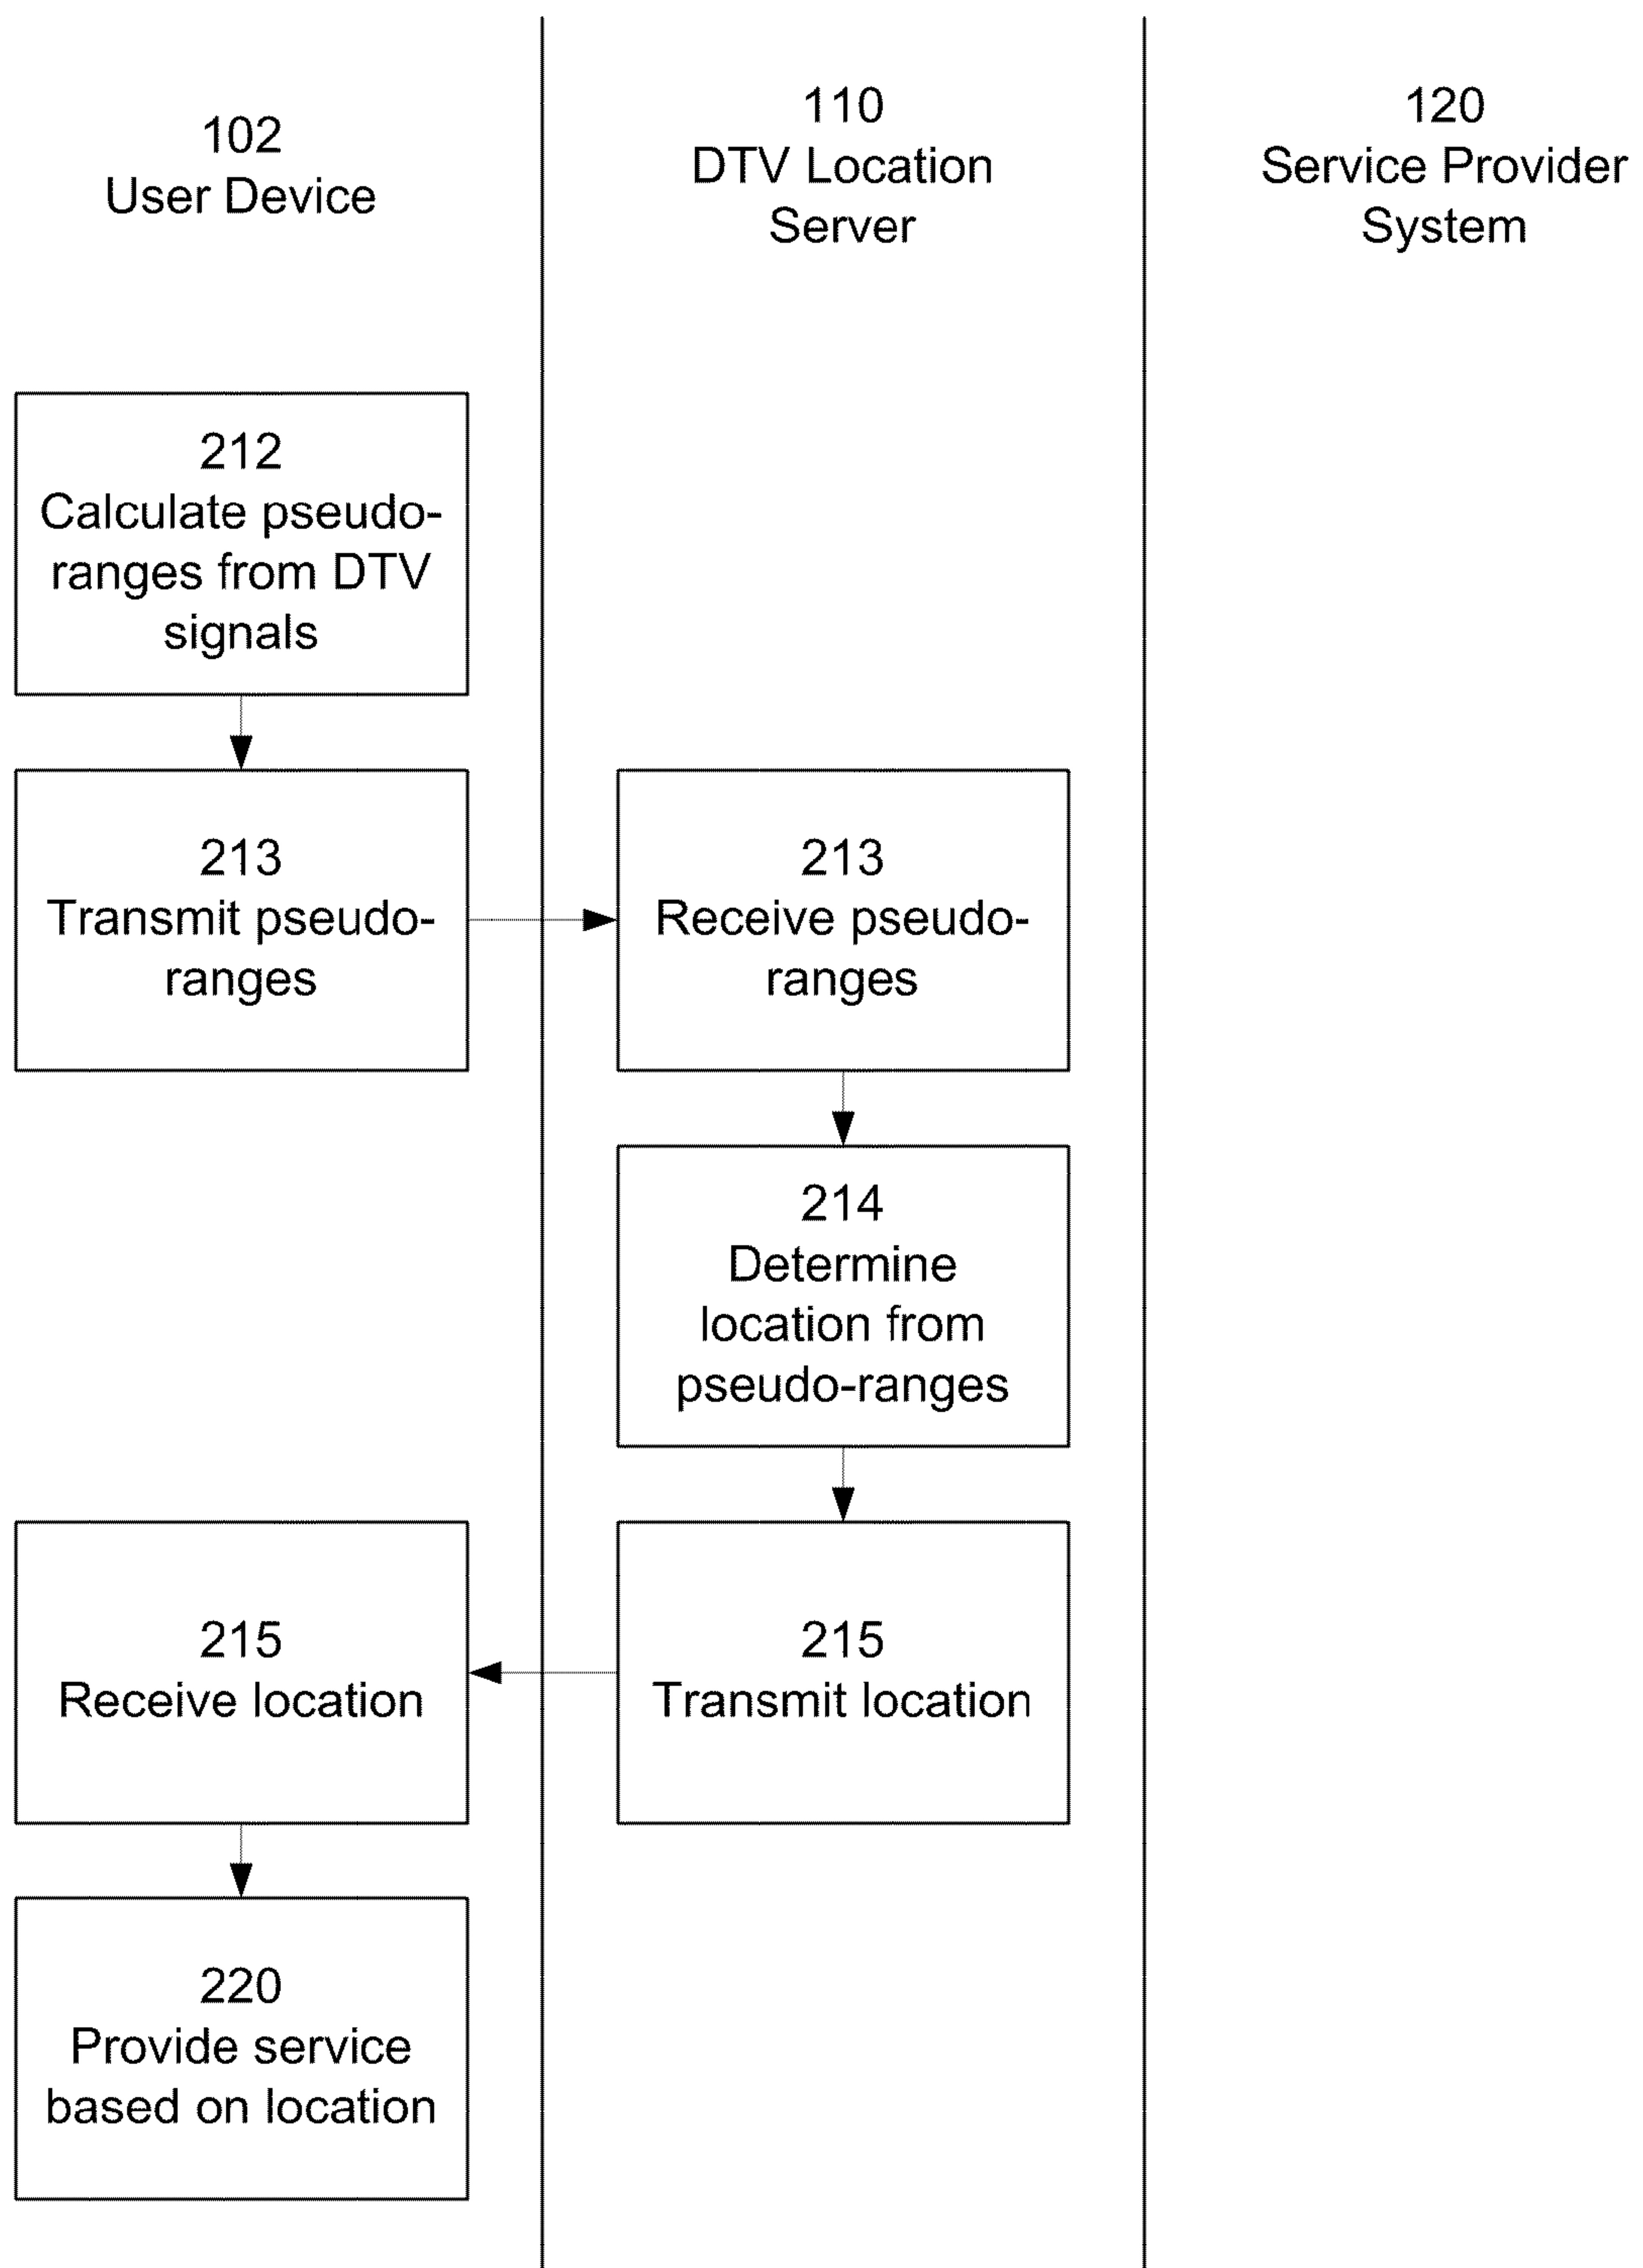 102
User Device
110
DTV Location
Server
120
Service Provider
System
212
Calculate pseudo-
ranges from DTV
signals
213
Transmit pseudo-
ranges
213
Receive pseudo-
ranges
214
Determine
location from
pseudo-ranges
215
Receive location
215
Transmit location
220
Provide service
based on location